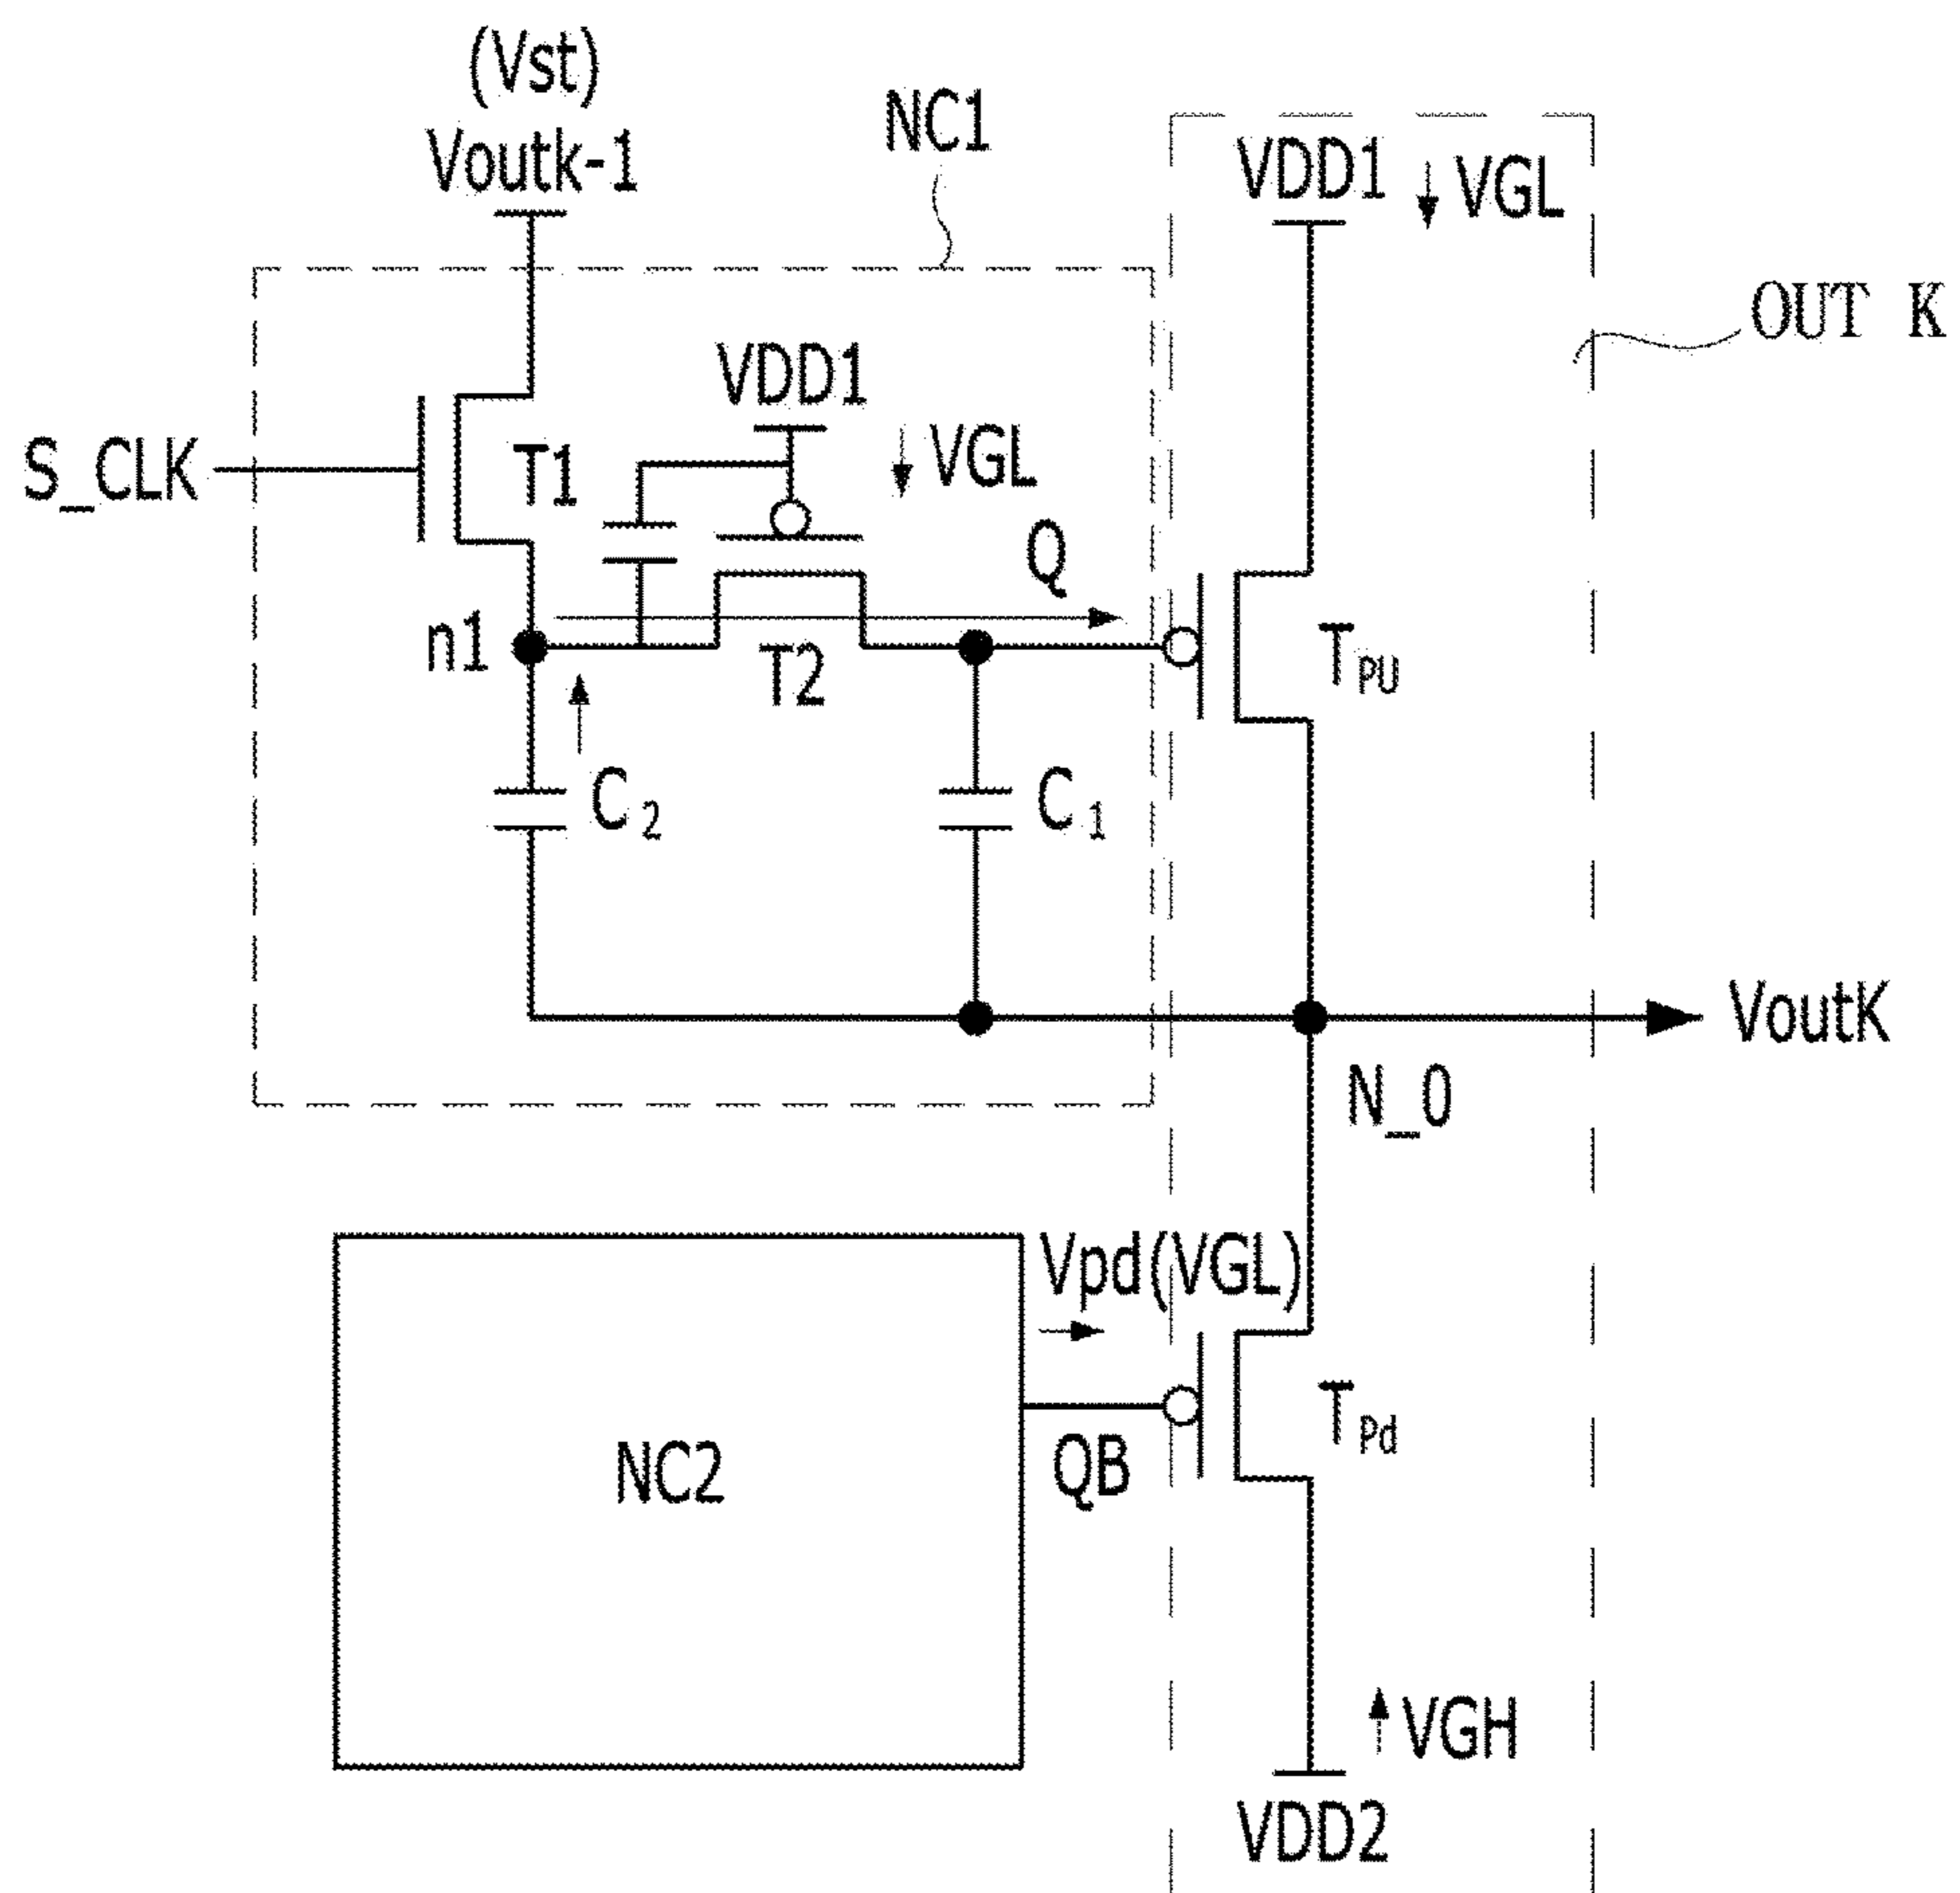 (Vst)
Voutk-1
NC1
VDD1
VGL
OUT K
VDD1
VGL
S_CLK
T1
Q
n1
T2
TPU
C2
C1
VoutK
N_O
Vpd(VGL)
NC2
QB
TPd
VGH
VDD2